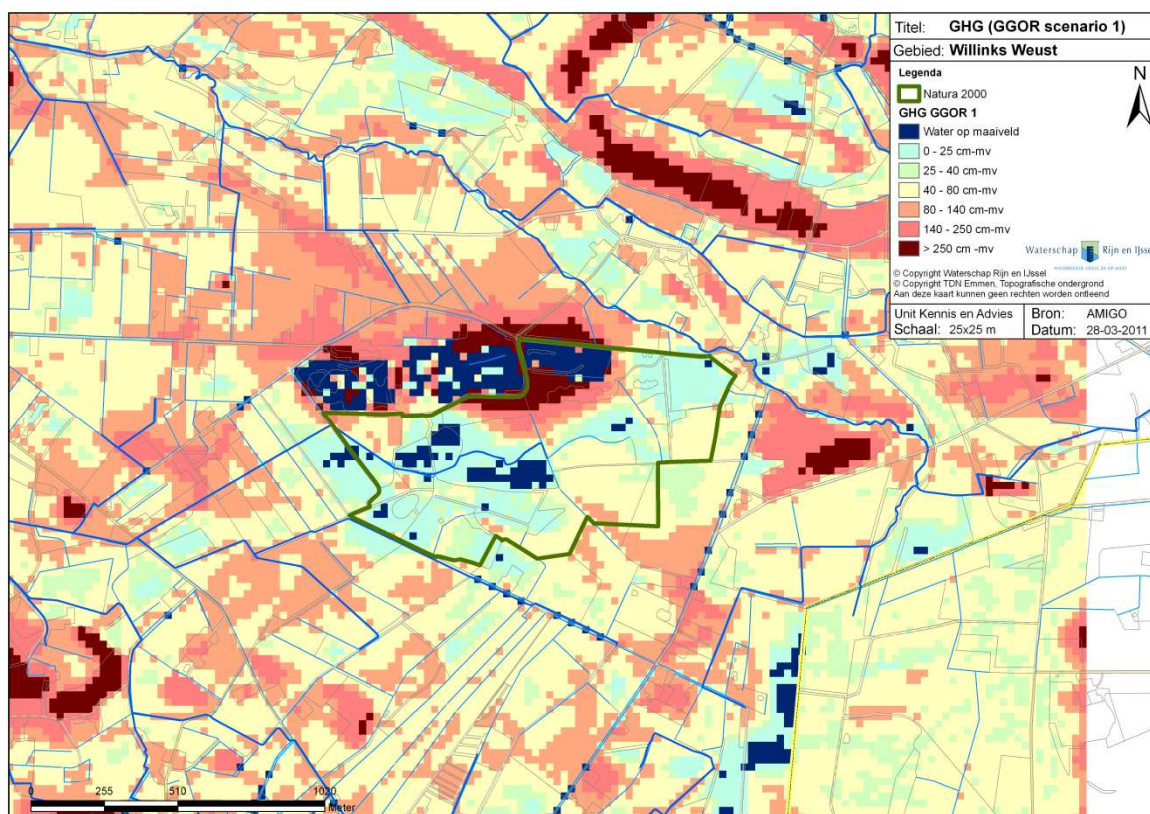 Titel: GHG (GGOR scenario 1)
Gebied: Willinks Weust
Legenda
N
Natura 2000
GHG GGOR 1
Water op maaiveld
0 - 25 cm-mv
25 - 40 cm-mv
40 - 80 cm-mv
80 - 140 cm-mv
140 - 250 cm-mv
> 250 cm -mv
Waterschap Rijn en IJssel
© Copyright Waterschap Rijn en IJssel
© Copyright TDN Emmen, Topografische ondergrond
Aan deze kaart kunnen geen rechten worden ontleend
Unit Kennis en Advies Bron: AMIGO
Schaal: 25x25 m Datum: 28-03-2011
0 255 510 1020
Meter